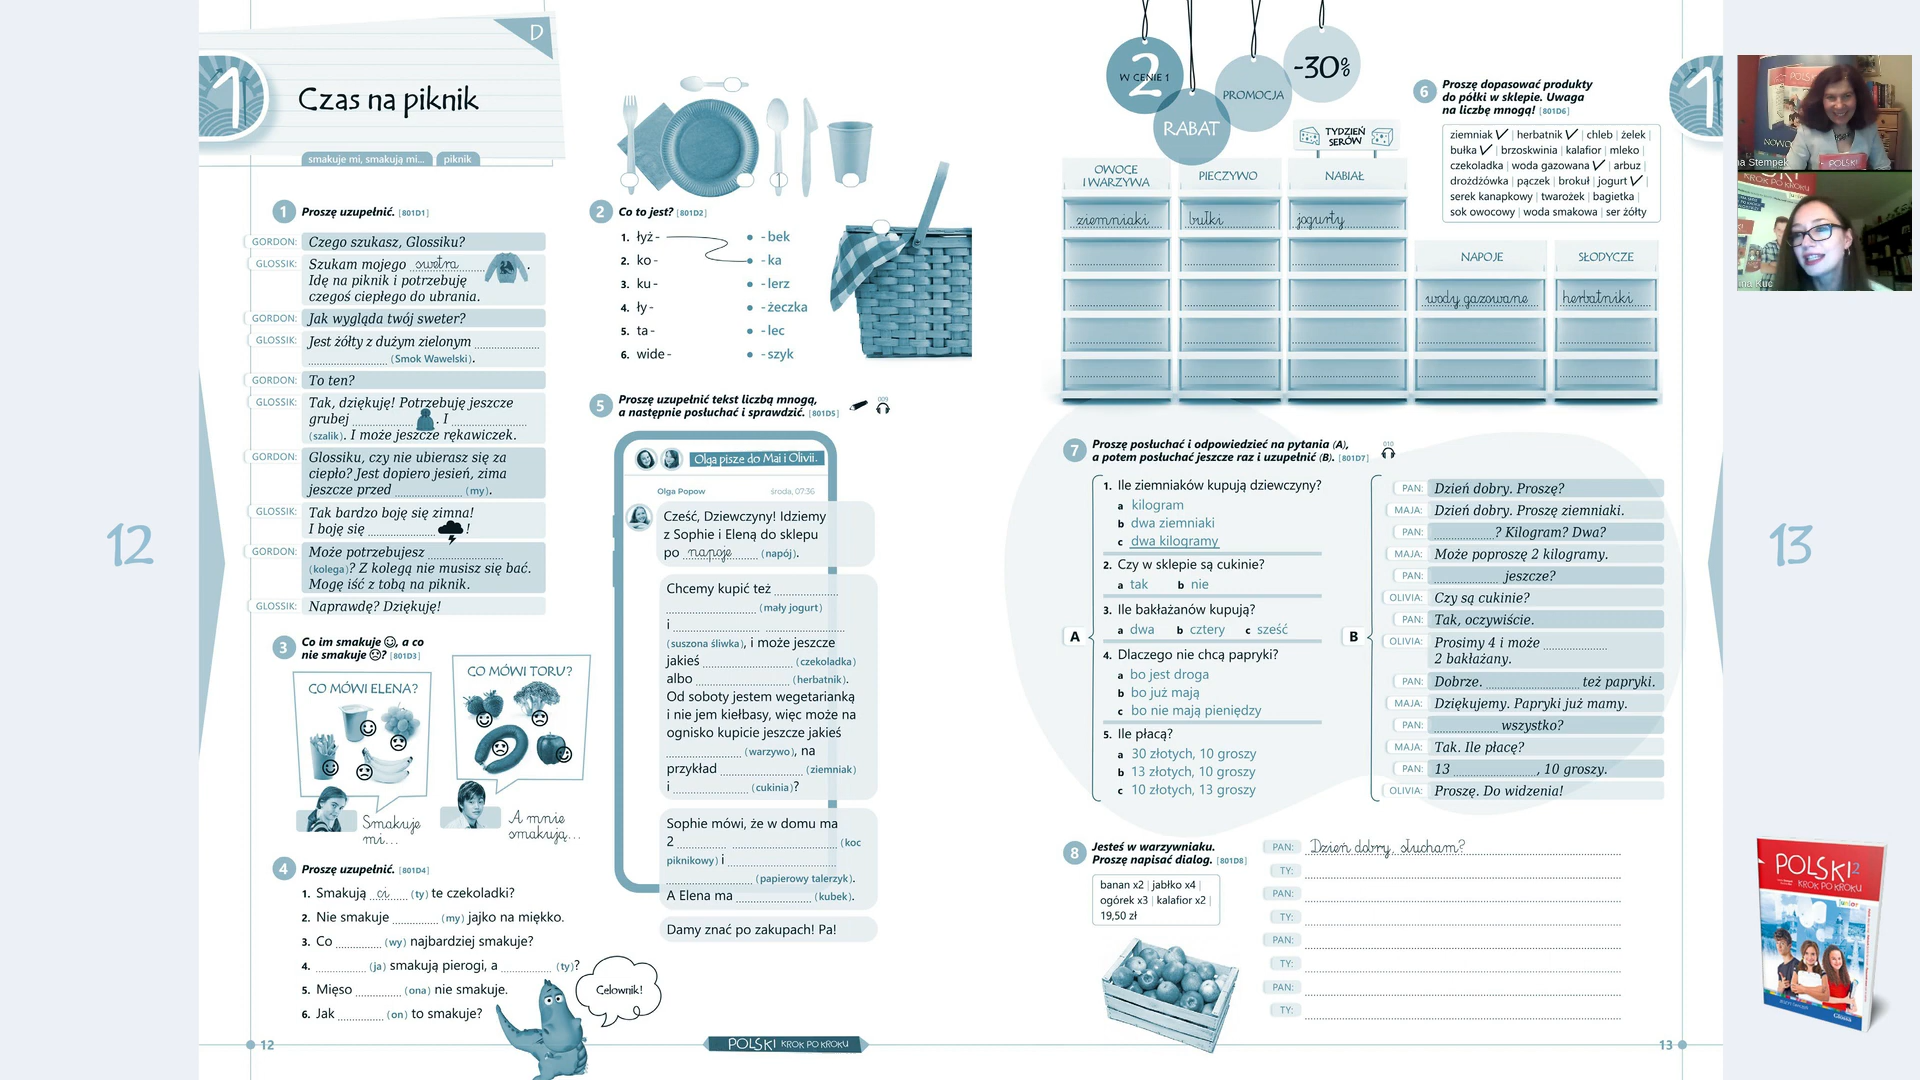 1
D
Czas na piknik
smakuje mi, smakują mi...
piknik
1 Proszę uzupełnić. [801D1]
GORDON: Czego szukasz, Glossiku?
GLOSSIK: Szukam mojego swetra .
Idę na piknik i potrzebuję
czegoś ciepłego do ubrania.
GORDON: Jak wygląda twój sweter?
GLOSSIK: Jest żółty z dużym zielonym
(Smok Wawelski).
GORDON: To ten?
GLOSSIK: Tak, dziękuję! Potrzebuję jeszcze
grubej . I
(szalik). I może jeszcze rękawiczek.
GORDON: Glossiku, czy nie ubierasz się za
ciepło? Jest dopiero jesień, zima
jeszcze przed (my).
GLOSSIK: Tak bardzo boję się zimna!
I boję się !
GORDON: Może potrzebujesz
(kolega)? Z kolegą nie musisz się bać.
Mogę iść z tobą na piknik.
GLOSSIK: Naprawdę? Dziękuję!
3 Co im smakuje, a co
nie smakuje? [801D3]
CO MÓWI ELENA?
Smakuje
mi...
CO MÓWI TORU?
A mnie
smakują...
4 Proszę uzupełnić. [801D4]
1. Smakują ci (ty) te czekoladki?
2. Nie smakuje (my) jajko na miękko.
3. Co (wy) najbardziej smakuje?
4. (ja) smakują pierogi, a (ty)?
5. Mięso (ona) nie smakuje.
6. Jak (on) to smakuje?
Celownik!
12
1
2 Co to jest? [801D2]
1. łyż- - bek
2. ko- - ka
3. ku- - lerz
4. ły- - żeczka
5. ta- - lec
6. wide- - szyk
5 Proszę uzupełnić tekst liczbą mnogą,
a następnie posłuchać i sprawdzić. [801D5]
009
Olga pisze do Mai i Olivii.
Olga Popow środa, 07:36
Cześć, Dziewczyny! Idziemy
z Sophie i Eleną do sklepu
po napoje (napój).
Chcemy kupić też
(mały jogurt)
i
(suszona śliwka), i może jeszcze
jakieś (czekoladka)
albo (herbatnik).
Od soboty jestem wegetarianką
i nie jem kiełbasy, więc może na
ognisko kupicie jeszcze jakieś
(warzywo), na
przykład (ziemniak)
i (cukinia)?
Sophie mówi, że w domu ma
2 (koc
piknikowy) i
(papierowy talerzyk).
A Elena ma (kubek).
Damy znać po zakupach! Pa!
POLSKI KROK PO KROKU
2
W CENIE 1
RABAT
PROMOCJA
-30%
TYDZIEŃ
SERÓW
OWOCE
I WARZYWA
ziemniaki
PIECZYWO
bułki
NABIAŁ
jogurty
NAPOJE
wody gazowane
SŁODYCZE
herbatniki
6 Proszę dopasować produkty
do półki w sklepie. Uwaga
na liczbę mnogą! [801D6]
ziemniak ✓ | herbatnik ✓ | chleb | żelek |
bułka ✓ | brzoskwinia | kalafior | mleko |
czekoladka | woda gazowana ✓ | arbuz |
drożdżówka | pączek | brokuł | jogurt ✓ |
serek kanapkowy | twarożek | bagietka |
sok owocowy | woda smakowa | ser żółty
1
7 Proszę posłuchać i odpowiedzieć na pytania (A),
a potem posłuchać jeszcze raz i uzupełnić (B). [801D7]
010
A
1. Ile ziemniaków kupują dziewczyny?
a kilogram
b dwa ziemniaki
c dwa kilogramy
2. Czy w sklepie są cukinie?
a tak b nie
3. Ile bakłażanów kupują?
a dwa b cztery c sześć
4. Dlaczego nie chcą papryki?
a bo jest droga
b bo już mają
c bo nie mają pieniędzy
5. Ile płacą?
a 30 złotych, 10 groszy
b 13 złotych, 10 groszy
c 10 złotych, 13 groszy
B
PAN: Dzień dobry. Proszę?
MAJA: Dzień dobry. Proszę ziemniaki.
PAN: ? Kilogram? Dwa?
MAJA: Może poproszę 2 kilogramy.
PAN: jeszcze?
OLIVIA: Czy są cukinie?
PAN: Tak, oczywiście.
OLIVIA: Prosimy 4 i może
2 bakłażany.
PAN: Dobrze. też papryki.
MAJA: Dziękujemy. Papryki już mamy.
PAN: wszystko?
MAJA: Tak. Ile płacę?
PAN: 13 , 10 groszy.
OLIVIA: Proszę. Do widzenia!
8 Jesteś w warzywniaku.
Proszę napisać dialog. [801D8]
banan x2 | jabłko x4 |
ogórek x3 | kalafior x2 |
19,50 zł
PAN: Dzień dobry, słucham?
TY:
PAN:
TY:
PAN:
TY:
PAN:
TY:
13
12
13
na Stempek
ina Kuc
POLSKI 2
KROK PO KROKU
junior